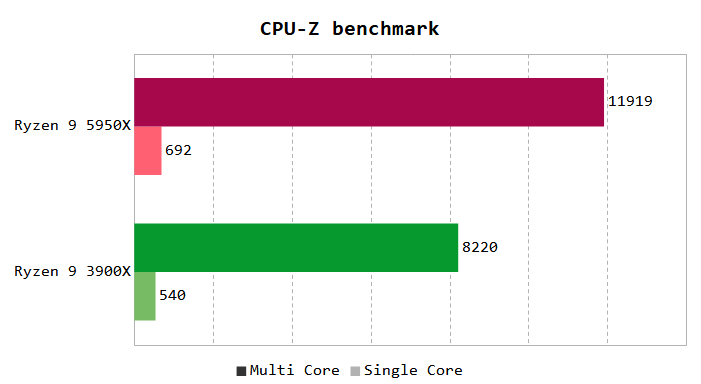 CPU-Z benchmark
11919
Ryzen 9 5950X
692
8220
Ryzen 9 3900X
540
Multi Core Single Core